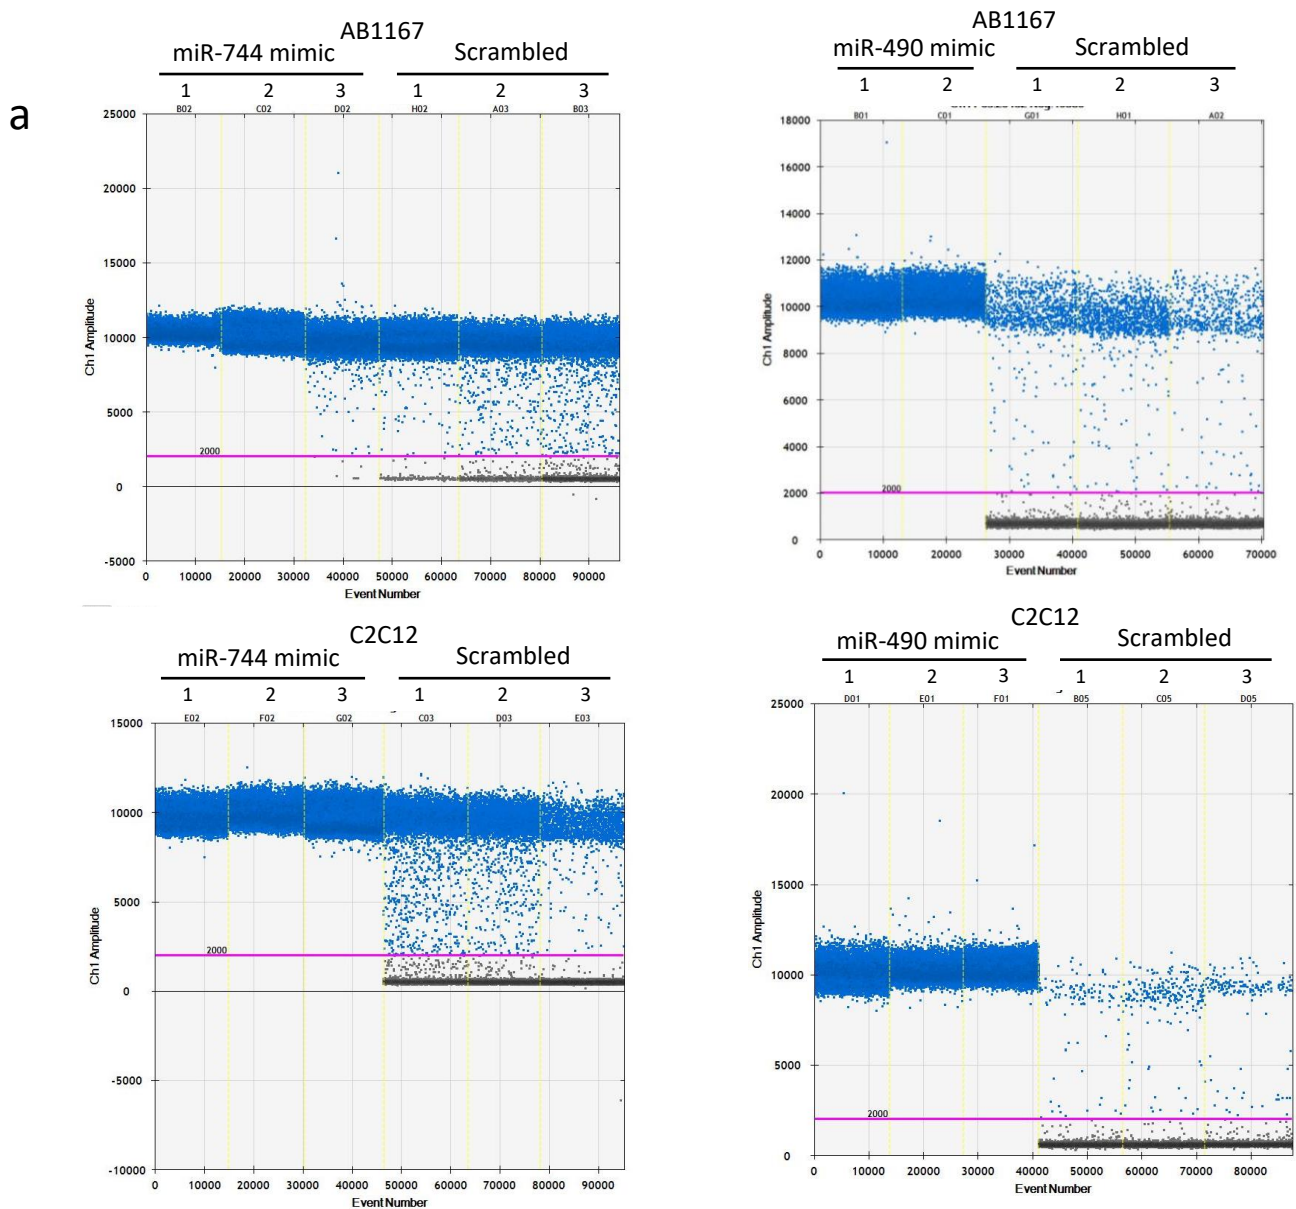 a
AB1167
miR-744 mimic Scrambled
1 2 3 1 2 3
B02 C02 D02 H02 A03 B03
25000
20000
15000
10000
5000
2000
0
-5000
Ch1 Amplitude
0 10000 20000 30000 40000 50000 60000 70000 80000 90000
Event Number
AB1167
miR-490 mimic Scrambled
1 2 1 2 3
B01 C01 G01 H01 A02
18000
16000
14000
12000
10000
8000
6000
4000
2000
2000
0
Ch1 Amplitude
0 10000 20000 30000 40000 50000 60000 70000
Event Number
C2C12
miR-744 mimic Scrambled
1 2 3 1 2 3
E02 F02 G02 C03 D03 E03
15000
10000
5000
2000
0
-5000
-10000
Ch1 Amplitude
0 10000 20000 30000 40000 50000 60000 70000 80000 90000
Event Number
C2C12
miR-490 mimic Scrambled
1 2 3 1 2 3
D01 E01 F01 B05 C05 D05
25000
20000
15000
10000
5000
2000
0
Ch1 Amplitude
0 10000 20000 30000 40000 50000 60000 70000 80000
Event Number